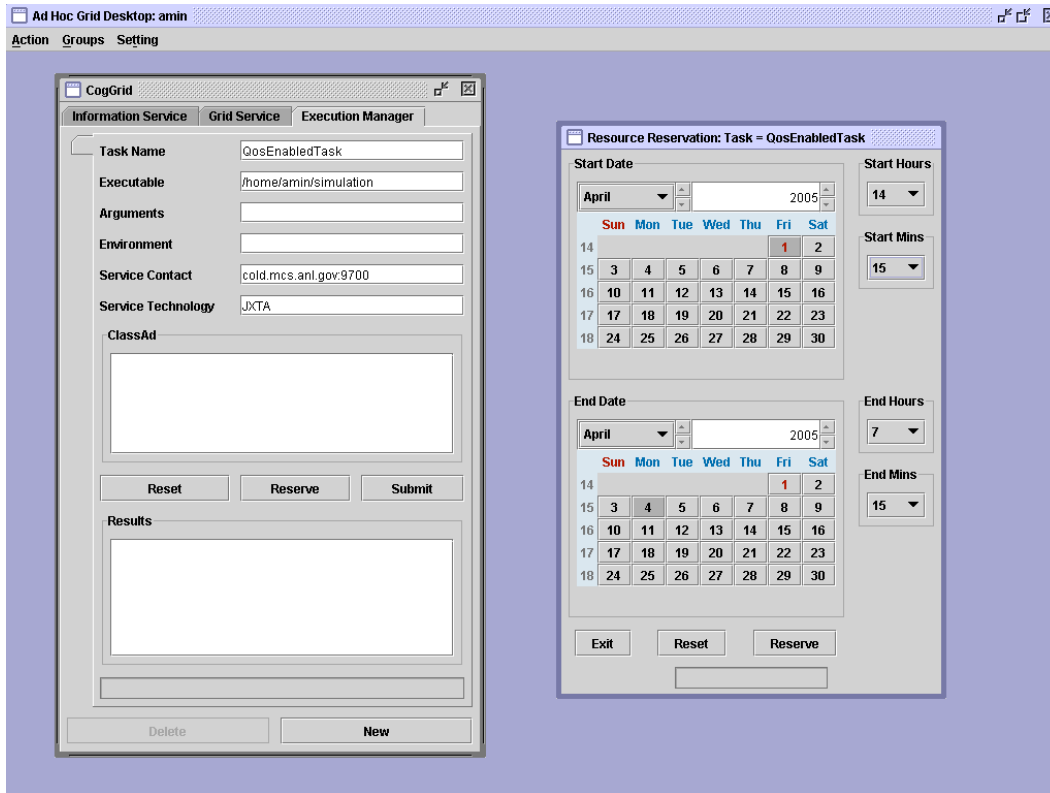 Ad Hoc Grid Desktop: amin
Action Groups Setting
CogGrid
Information Service Grid Service Execution Manager
Task Name QosEnabledTask
Executable /home/amin/simulation
Arguments
Environment
Service Contact cold.mcs.anl.gov:9700
Service Technology JXTA
ClassAd
Reset Reserve Submit
Results
Delete New
Resource Reservation: Task = QosEnabledTask
Start Date
April 2005
Sun Mon Tue Wed Thu Fri Sat
14 1 2
15 3 4 5 6 7 8 9
16 10 11 12 13 14 15 16
17 17 18 19 20 21 22 23
18 24 25 26 27 28 29 30
Start Hours
14
Start Mins
15
End Date
April 2005
Sun Mon Tue Wed Thu Fri Sat
14 1 2
15 3 4 5 6 7 8 9
16 10 11 12 13 14 15 16
17 17 18 19 20 21 22 23
18 24 25 26 27 28 29 30
End Hours
7
End Mins
15
Exit Reset Reserve